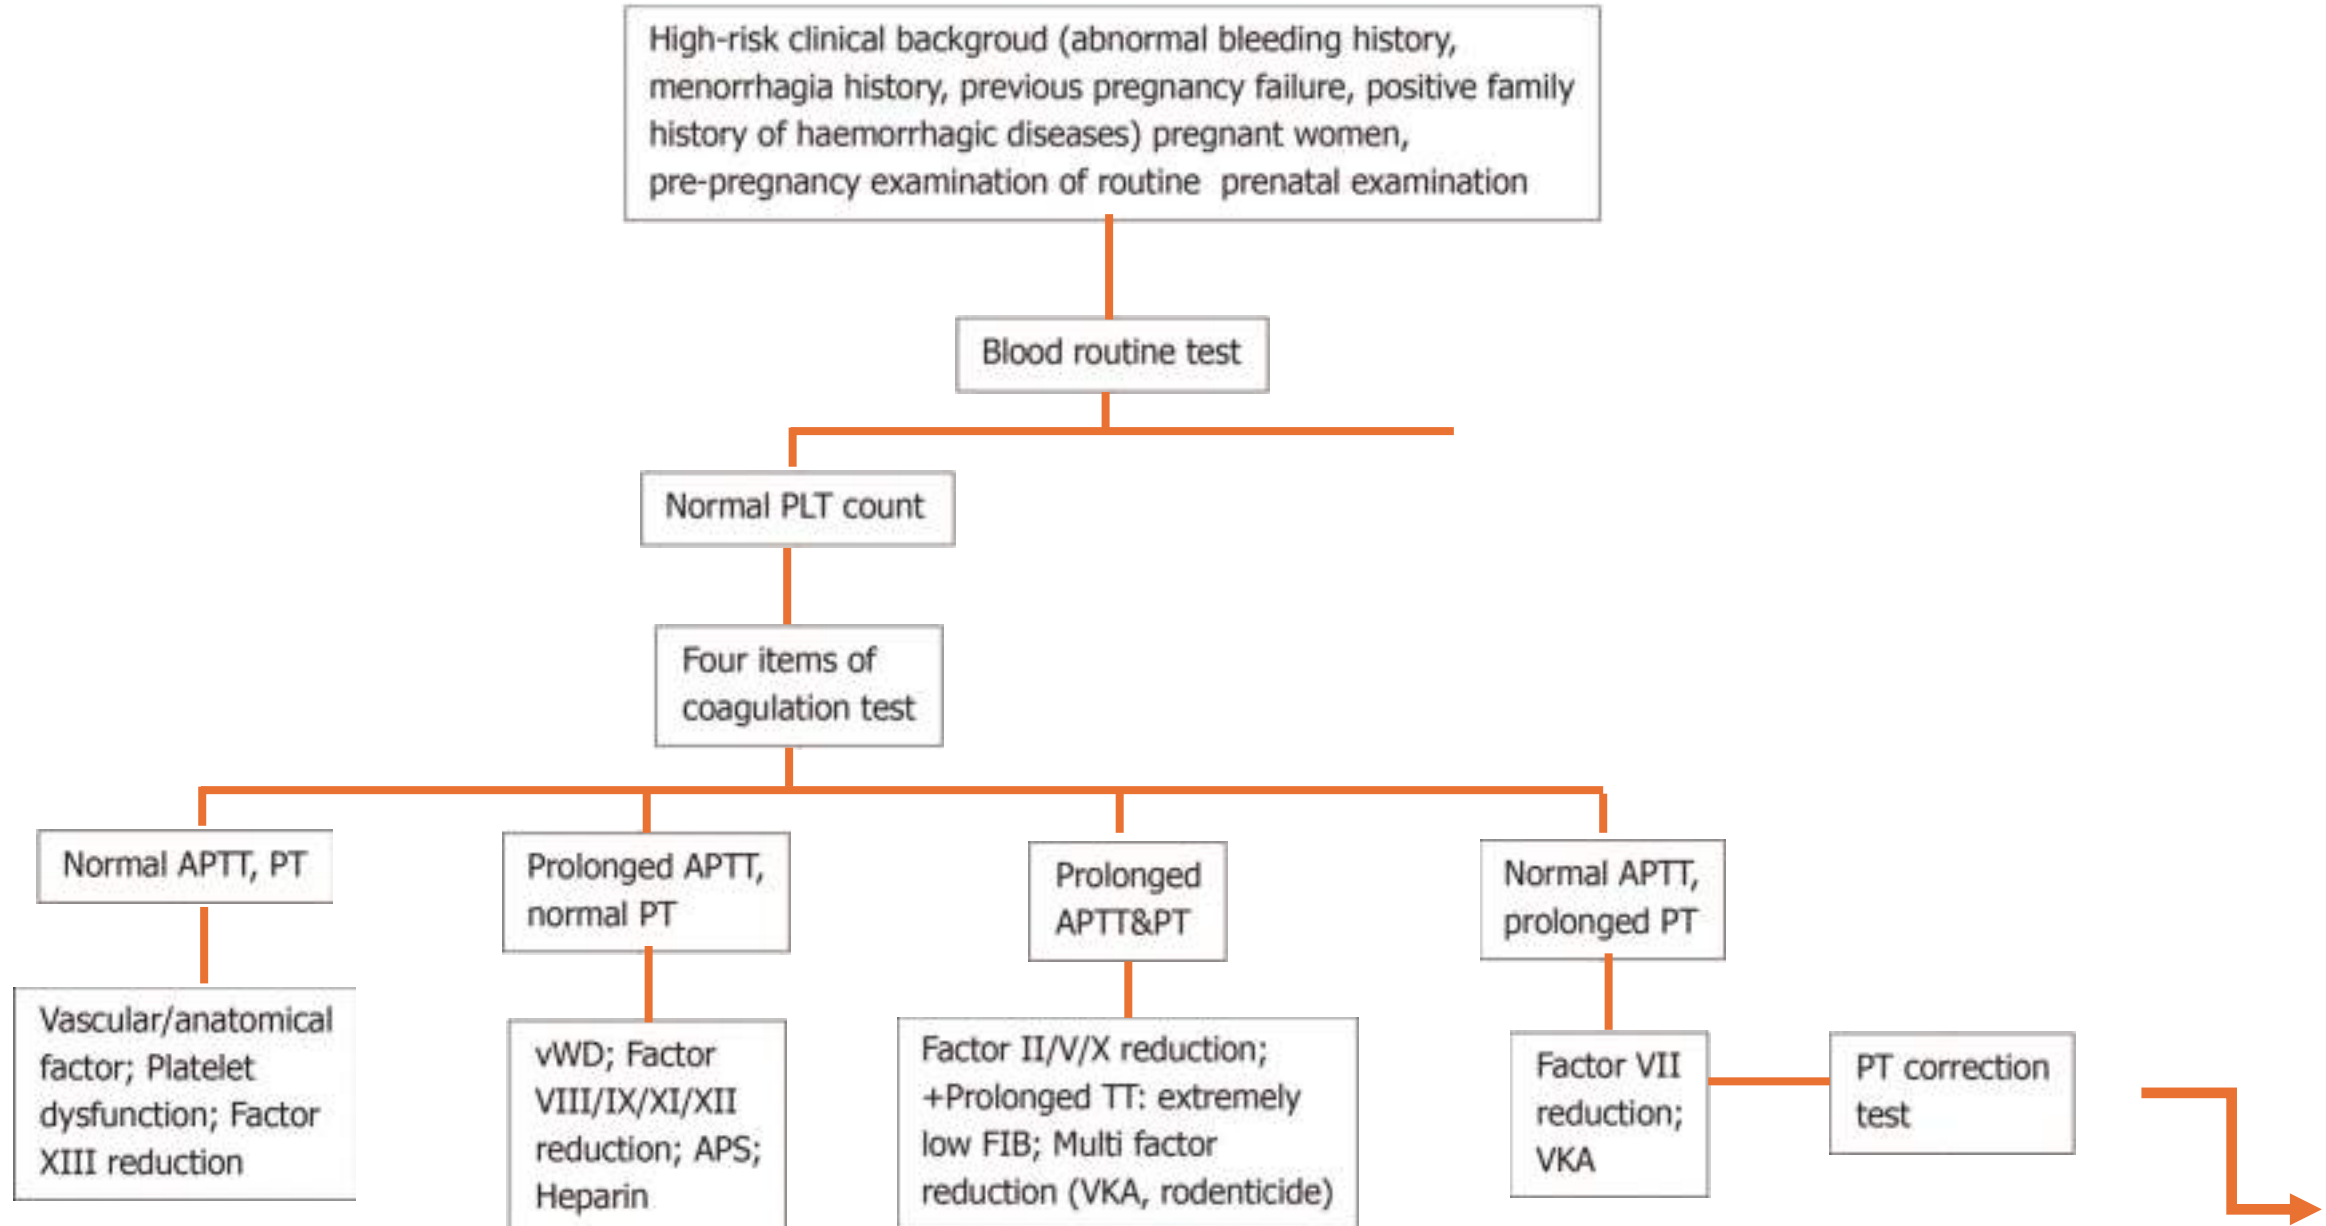 High-risk clinical backgroud (abnormal bleeding history,
menorrhagia history, previous pregnancy failure, positive family
history of haemorrhagic diseases) pregnant women,
pre-pregnancy examination of routine prenatal examination
Blood routine test
Normal PLT count
Four items of
coagulation test
Normal APTT, PT
Prolonged APTT,
normal PT
Prolonged
APTT&PT
Normal APTT,
prolonged PT
Vascular/anatomical
factor; Platelet
dysfunction; Factor
XIII reduction
vWD; Factor
VIII/IX/XI/XII
reduction; APS;
Heparin
Factor II/V/X reduction;
+Prolonged TT: extremely
low FIB; Multi factor
reduction (VKA, rodenticide)
Factor VII
reduction;
VKA
PT correction
test